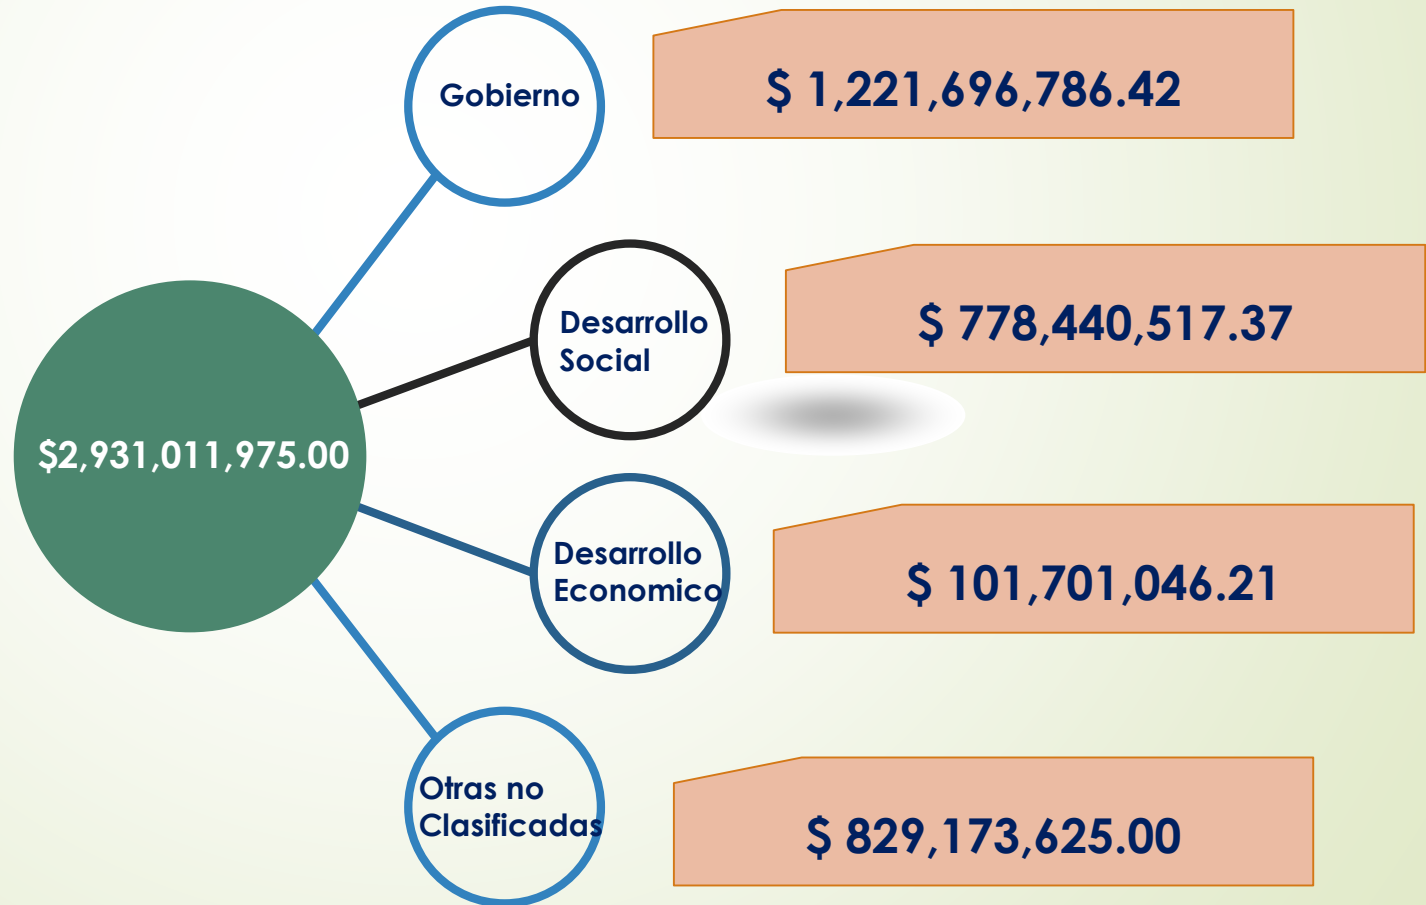 Gobierno
$ 1,221,696,786.42
Desarrollo
Social
$ 778,440,517.37
$2,931,011,975.00
Desarrollo
Economico
$ 101,701,046.21
Otras no
Clasificadas
$ 829,173,625.00